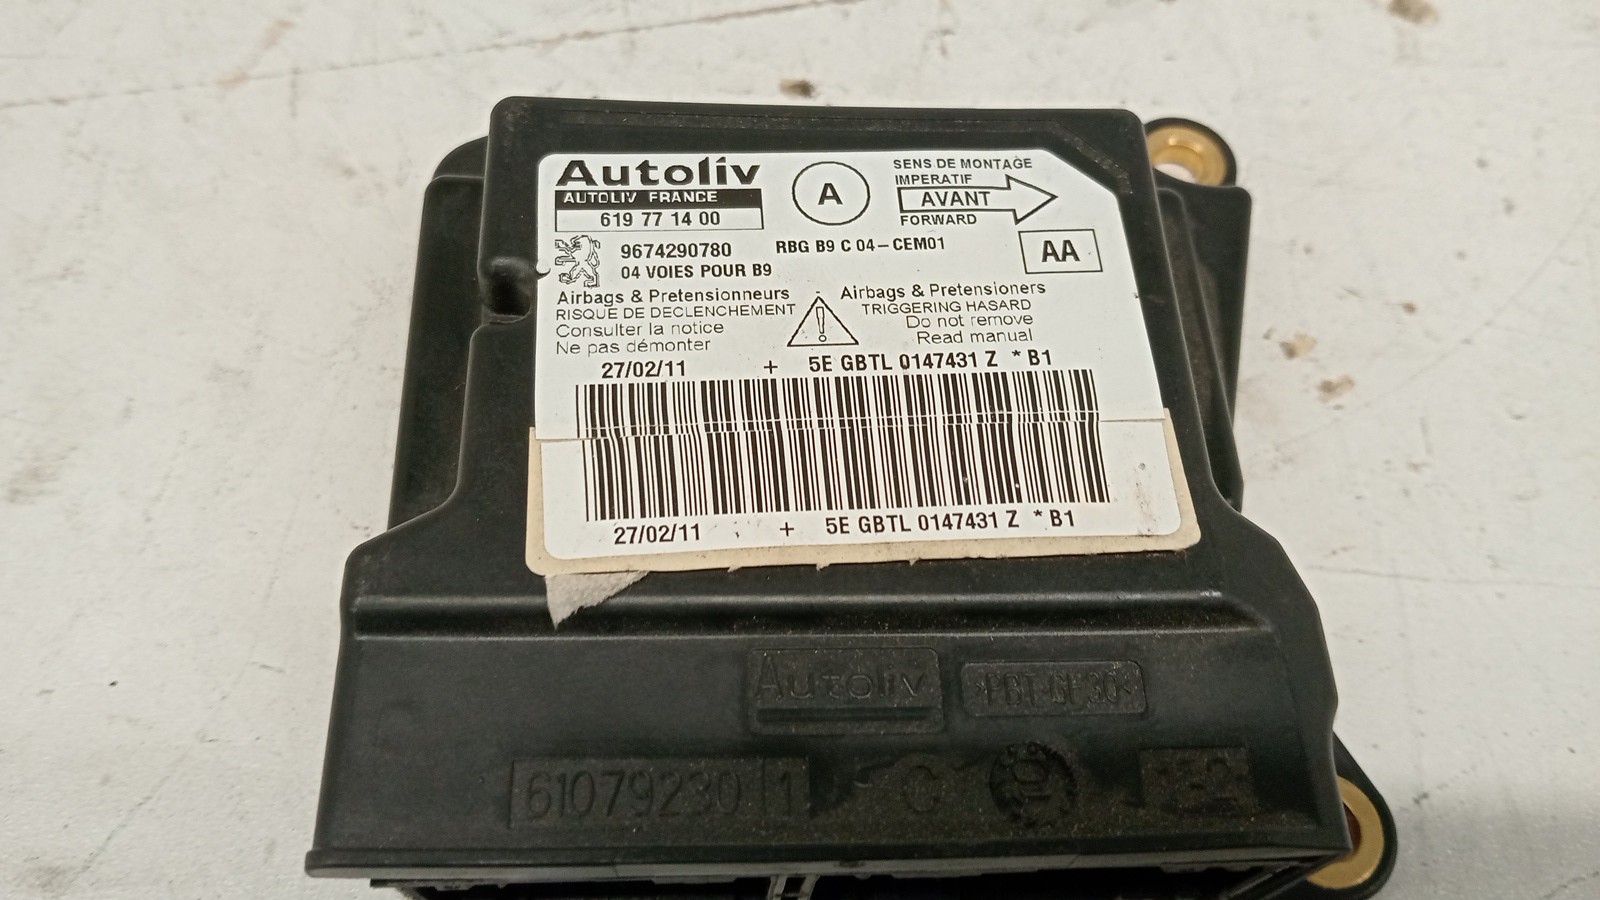 Autoliv
AUTOLIV FRANCE
619 77 14 00
A
SENS DE MONTAGE
IMPERATIF
AVANT
FORWARD
9674290780 RBG B9 C 04-CEM01
04 VOIES POUR B9
AA
Airbags & Pretensionneurs
RISQUE DE DECLENCHEMENT
Consulter la notice
Ne pas démonter
Airbags & Pretensioners
TRIGGERING HASARD
Do not remove
Read manual
27/02/11 + 5E GBTL 0147431 Z *B1
27/02/11 + 5E GBTL 0147431 Z *B1
Autoliv
>PBT-GF30<
61079230 1 C